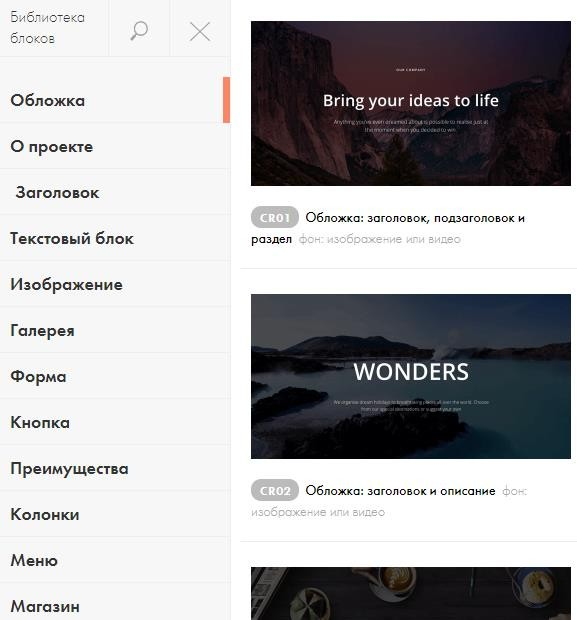 Библиотека
блоков
Обложка
О проекте
Заголовок
Текстовый блок
Изображение
Галерея
Форма
Кнопка
Преимущества
Колонки
Меню
Магазин
OUR COMPANY
Bring your ideas to life
Anything you've even dreamed about is possible to realise just at
the moment when you decided to win.
CR01 Обложка: заголовок, подзаголовок и
раздел фон: изображение или видео
WONDERS
We organise dream holidays to breathtaking places all over the world. Choose
from our special destinations or suggest your own
CR02 Обложка: заголовок и описание фон:
изображение или видео